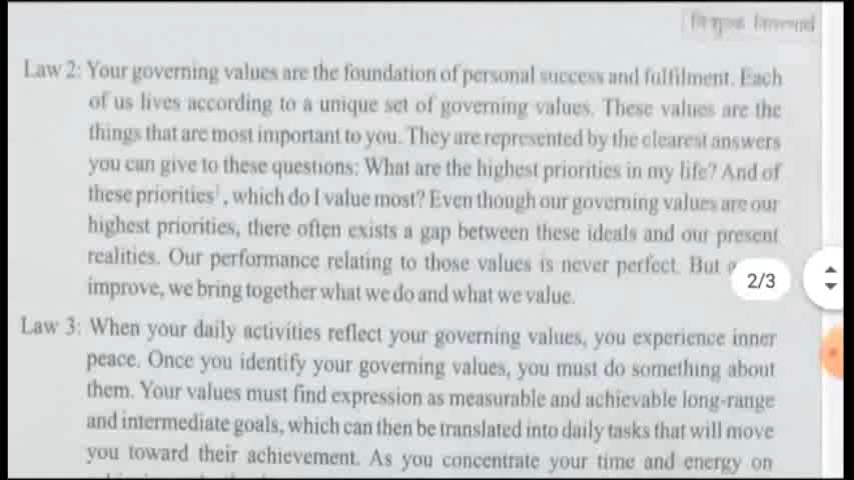 Law 2: Your governing values are the foundation of personal success and fulfilment. Each
of us lives according to a unique set of governing values. These values are the
things that are most important to you. They are represented by the clearest answers
you can give to these questions: What are the highest priorities in my life? And of
these priorities, which do I value most? Even though our governing values are our
highest priorities, there often exists a gap between these ideals and our present
realities. Our performance relating to those values is never perfect. But
2/3
improve, we bring together what we do and what we value.
Law 3: When your daily activities reflect your governing values, you experience inner
peace. Once you identify your governing values, you must do something about
them. Your values must find expression as measurable and achievable long-range
and intermediate goals, which can then be translated into daily tasks that will move
you toward their achievement. As you concentrate your time and energy on